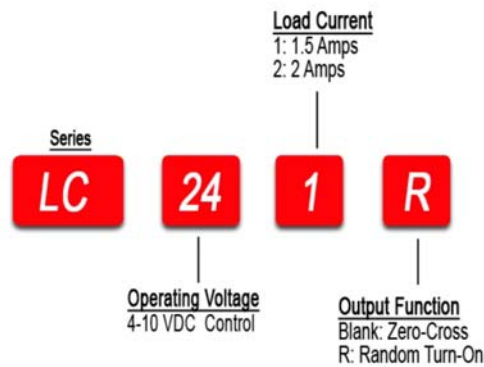 Load Current
1: 1.5 Amps
2: 2 Amps
Series
LC 24 1 R
Operating Voltage
4-10 VDC Control
Output Function
Blank: Zero-Cross
R: Random Turn-On